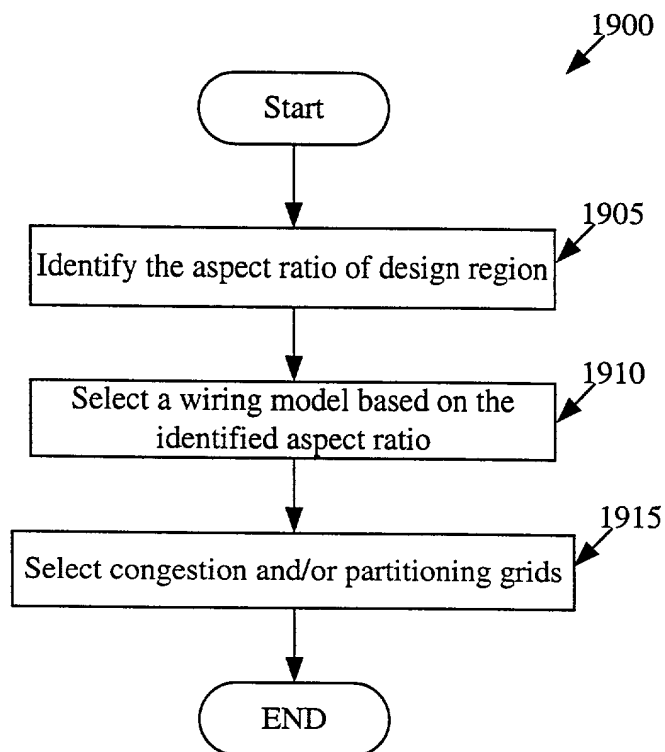 1900
Start
1905
Identify the aspect ratio of design region
1910
Select a wiring model based on the
identified aspect ratio
1915
Select congestion and/or partitioning grids
END